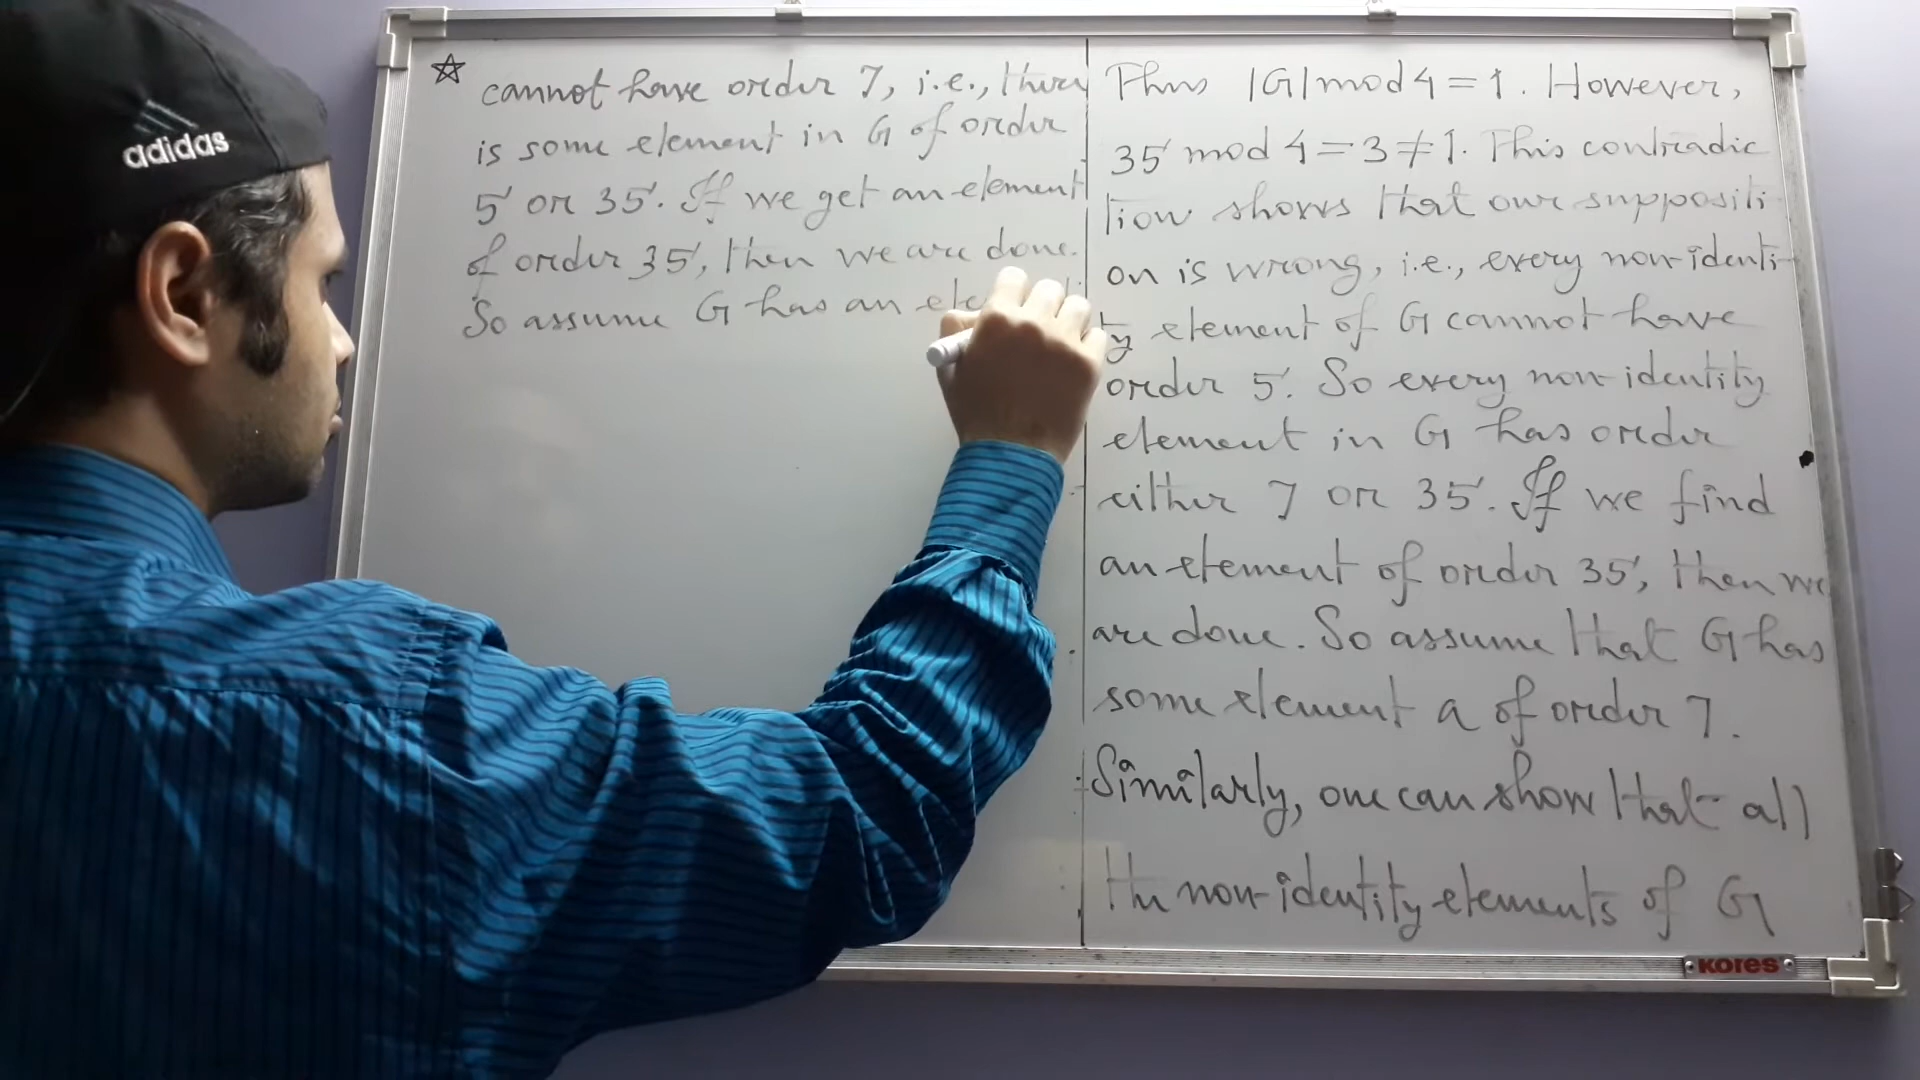 adidas
☆ cannot have order 7, i.e., there
is some element in G of order
5 or 35. If we get an element
of order 35, then we are done.
So assume G has an
Thus |G| mod 4 = 1. However,
35 mod 4 = 3 ≠ 1. This contradic
tion shows that our suppositi
on is wrong, i.e., every non-identi-
ty element of G cannot have
order 5. So every non-identity
element in G has order
either 7 or 35. If we find
an element of order 35, then we
are done. So assume that G has
some element a of order 7.
Similarly, one can show that all
the non-identity elements of G
KORES